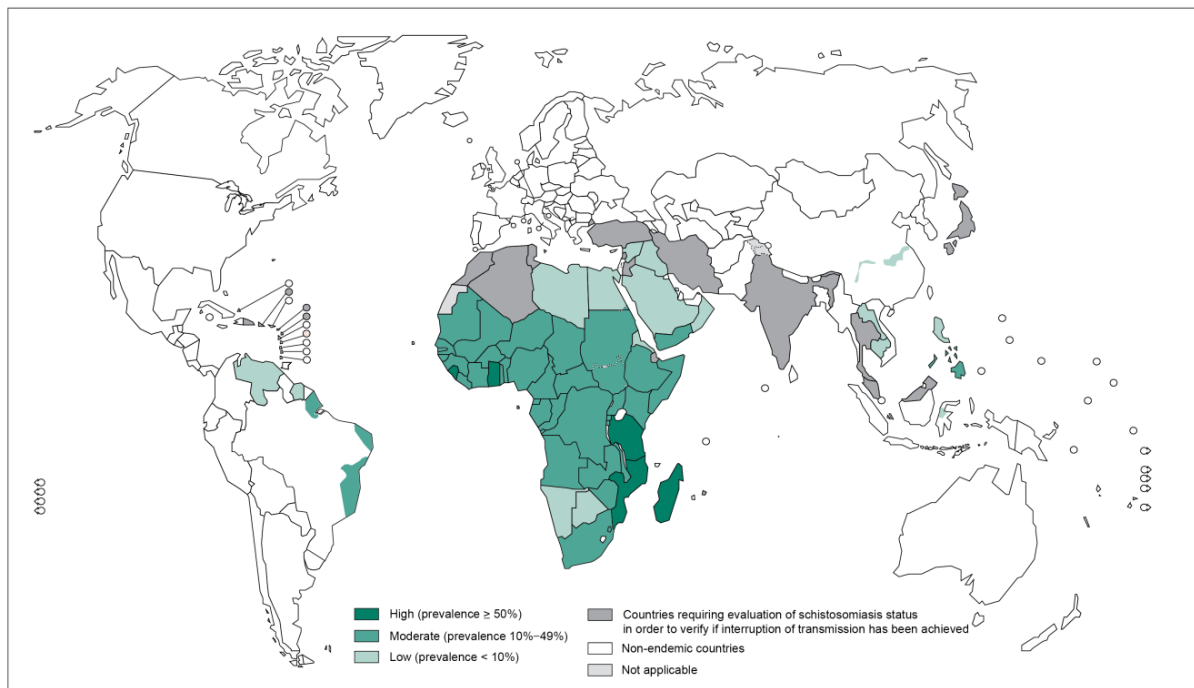 High (prevalence ≥ 50%)
Moderate (prevalence 10%–49%)
Low (prevalence < 10%)
Countries requiring evaluation of schistosomiasis status
in order to verify if interruption of transmission has been achieved
Non-endemic countries
Not applicable